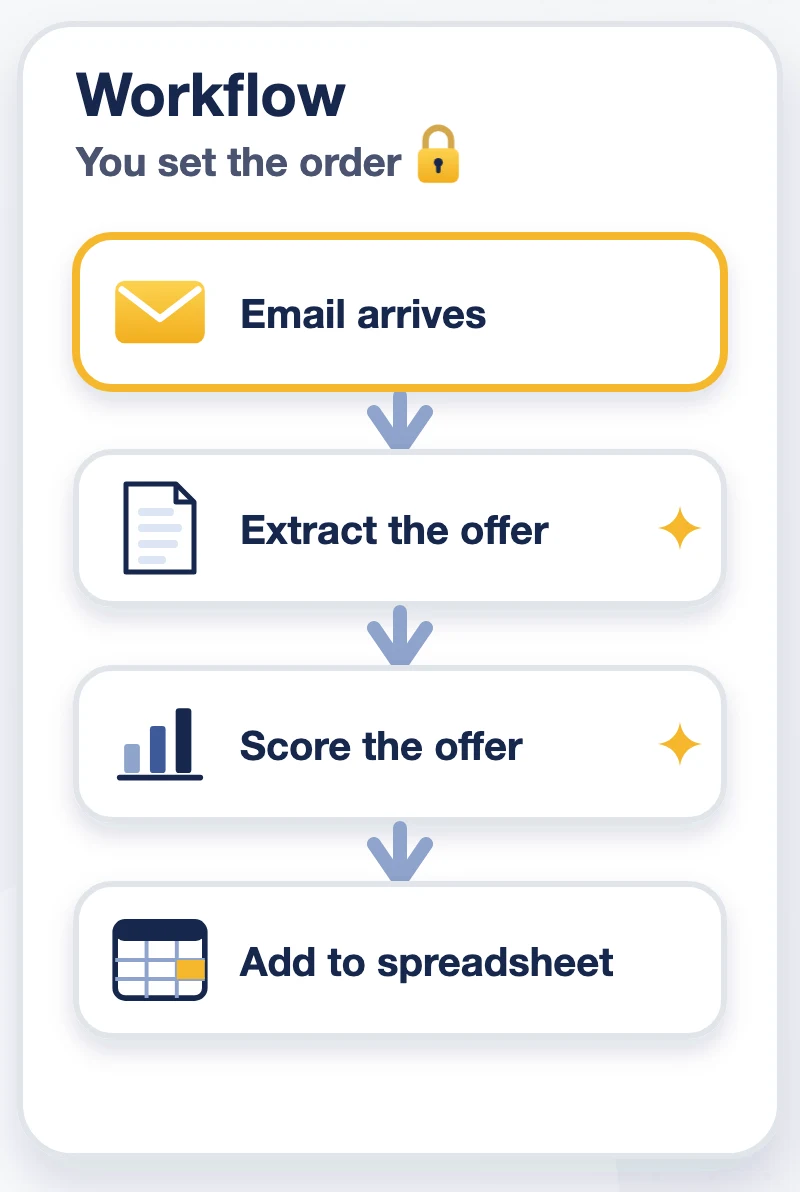 Workflow
You set the order
Email arrives
Extract the offer
Score the offer
Add to spreadsheet